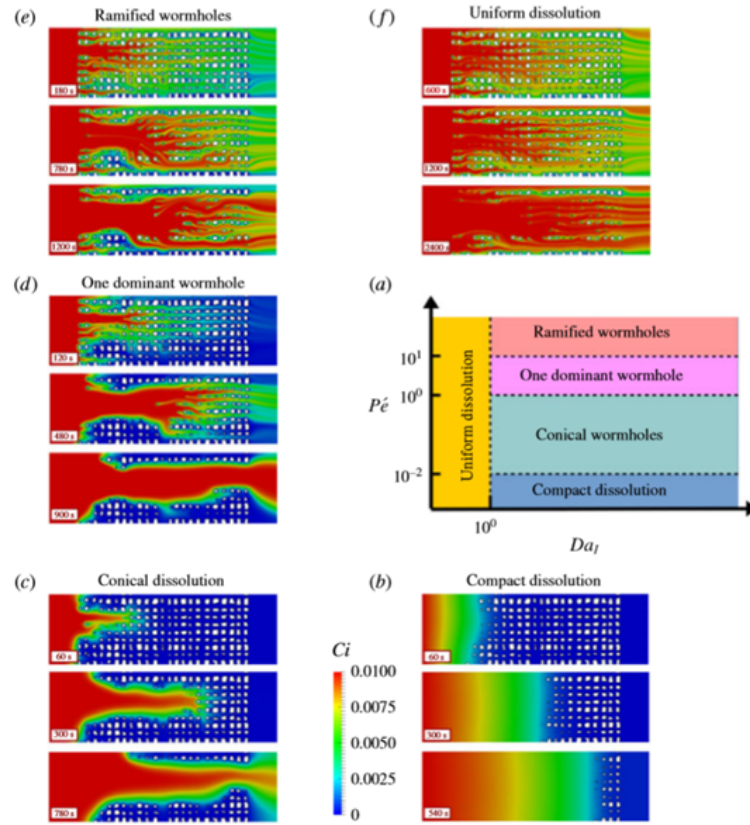 (e) Ramified wormholes
180 s
780 s
1200 s
(f) Uniform dissolution
600 s
1200 s
2400 s
(d) One dominant wormhole
120 s
480 s
900 s
(a)
Ramified wormholes
10¹
One dominant wormhole
10⁰
Pé
Uniform dissolution
Conical wormholes
10⁻²
Compact dissolution
10⁰
Da_I
(c) Conical dissolution
60 s
300 s
780 s
Ci
0.0100
0.0075
0.0050
0.0025
0
(b) Compact dissolution
60 s
300 s
540 s